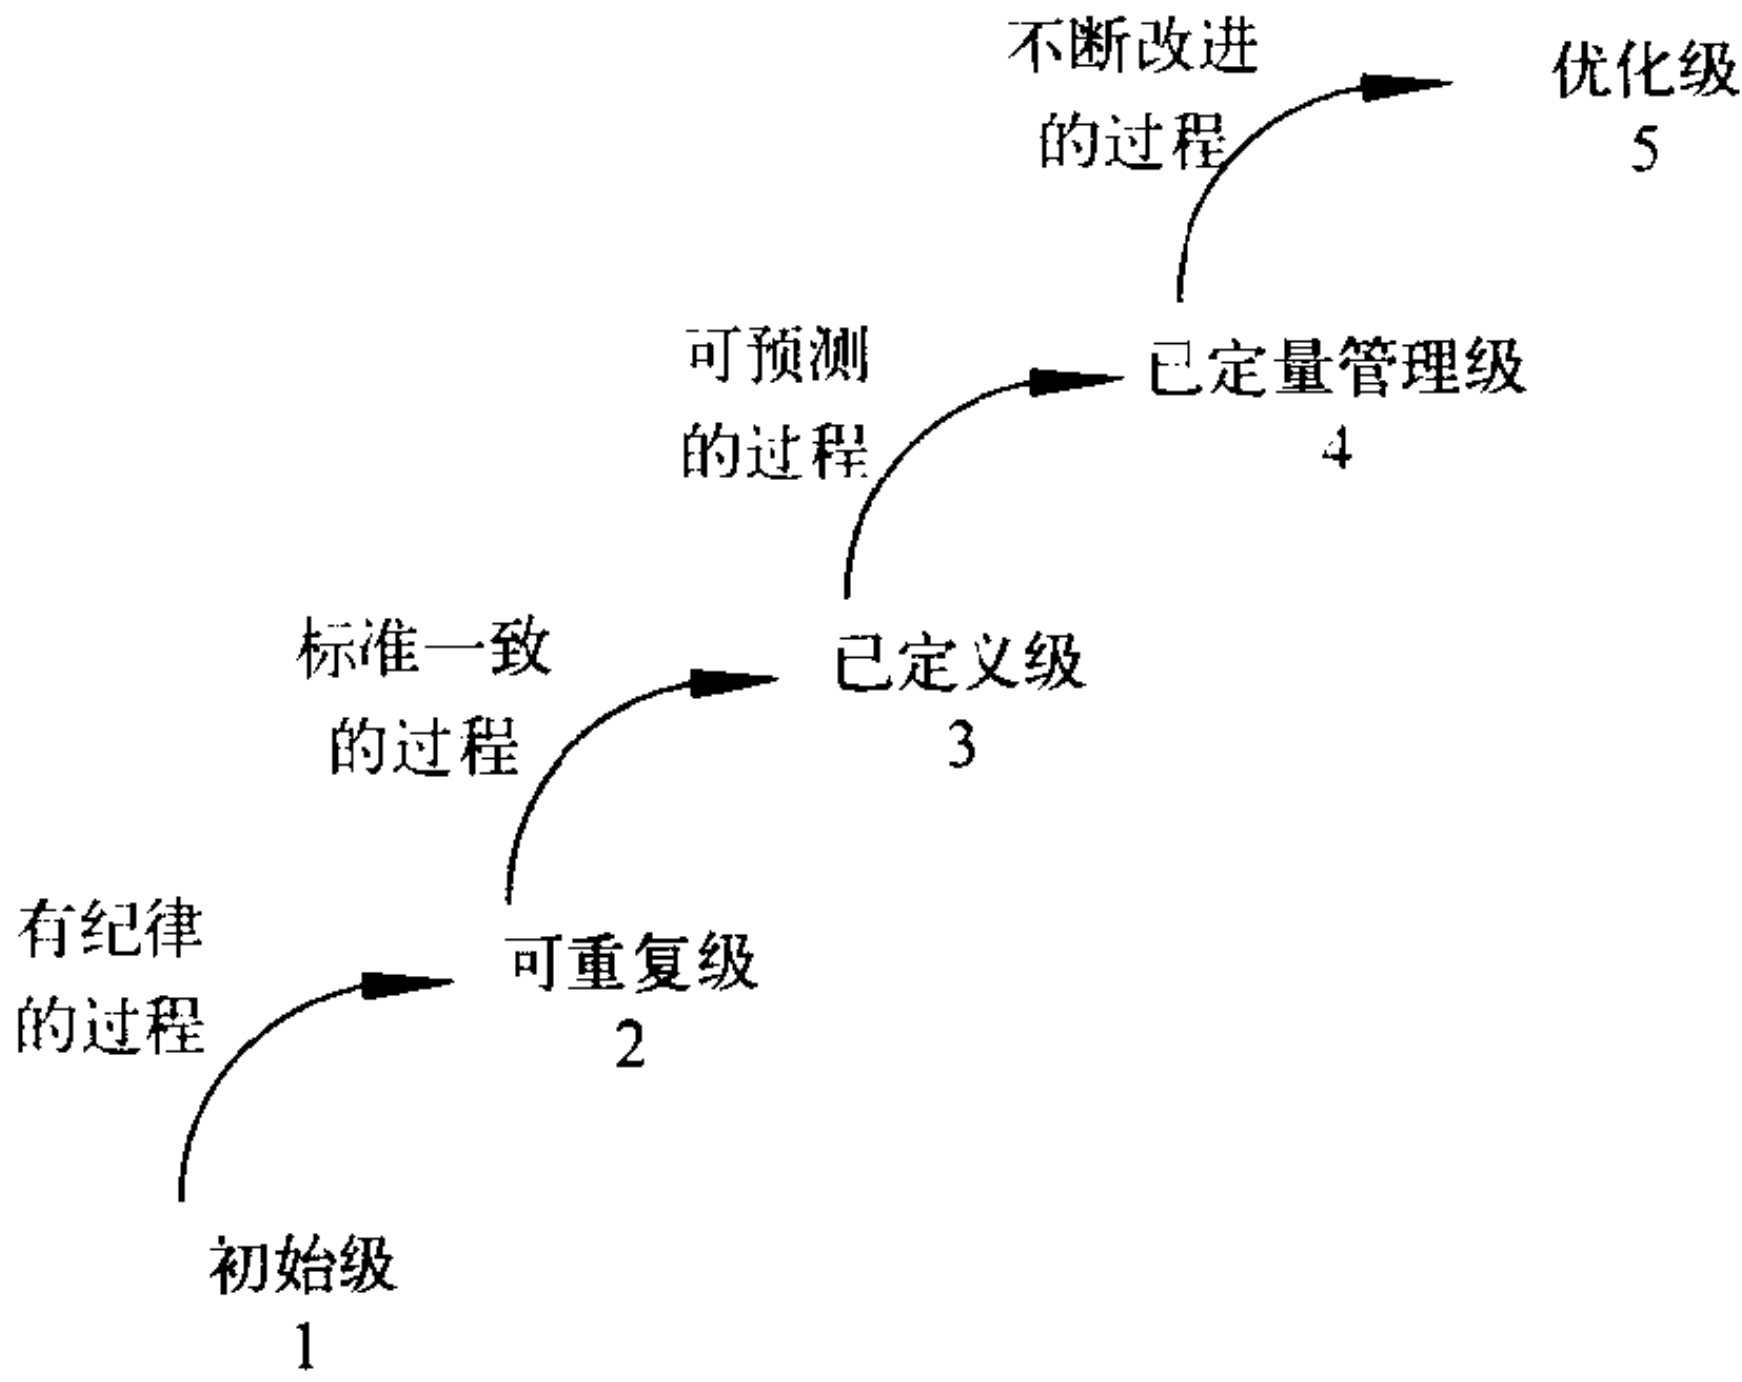 不断改进
的过程
优化级
5
可预测
的过程
已定量管理级
4
标准一致
的过程
已定义级
3
有纪律
的过程
可重复级
2
初始级
1